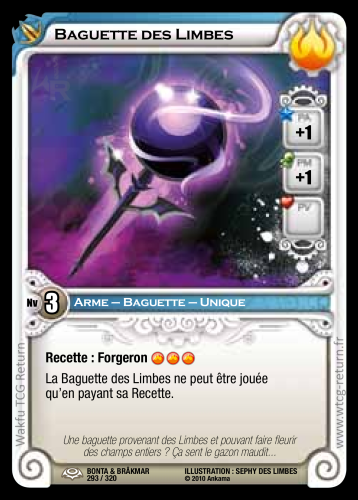 Baguette des Limbes
PA
+1
PM
+1
PV
Nv 3 Arme – Baguette – Unique
Recette : Forgeron
La Baguette des Limbes ne peut être jouée
qu'en payant sa Recette.
Une baguette provenant des Limbes et pouvant faire fleurir
des champs entiers ? Ça sent le gazon maudit...
BONTA & BRÂKMAR
293 / 320
ILLUSTRATION : SEPHY DES LIMBES
© 2010 Ankama
Wakfu TCG Return
www.wtcg-return.fr